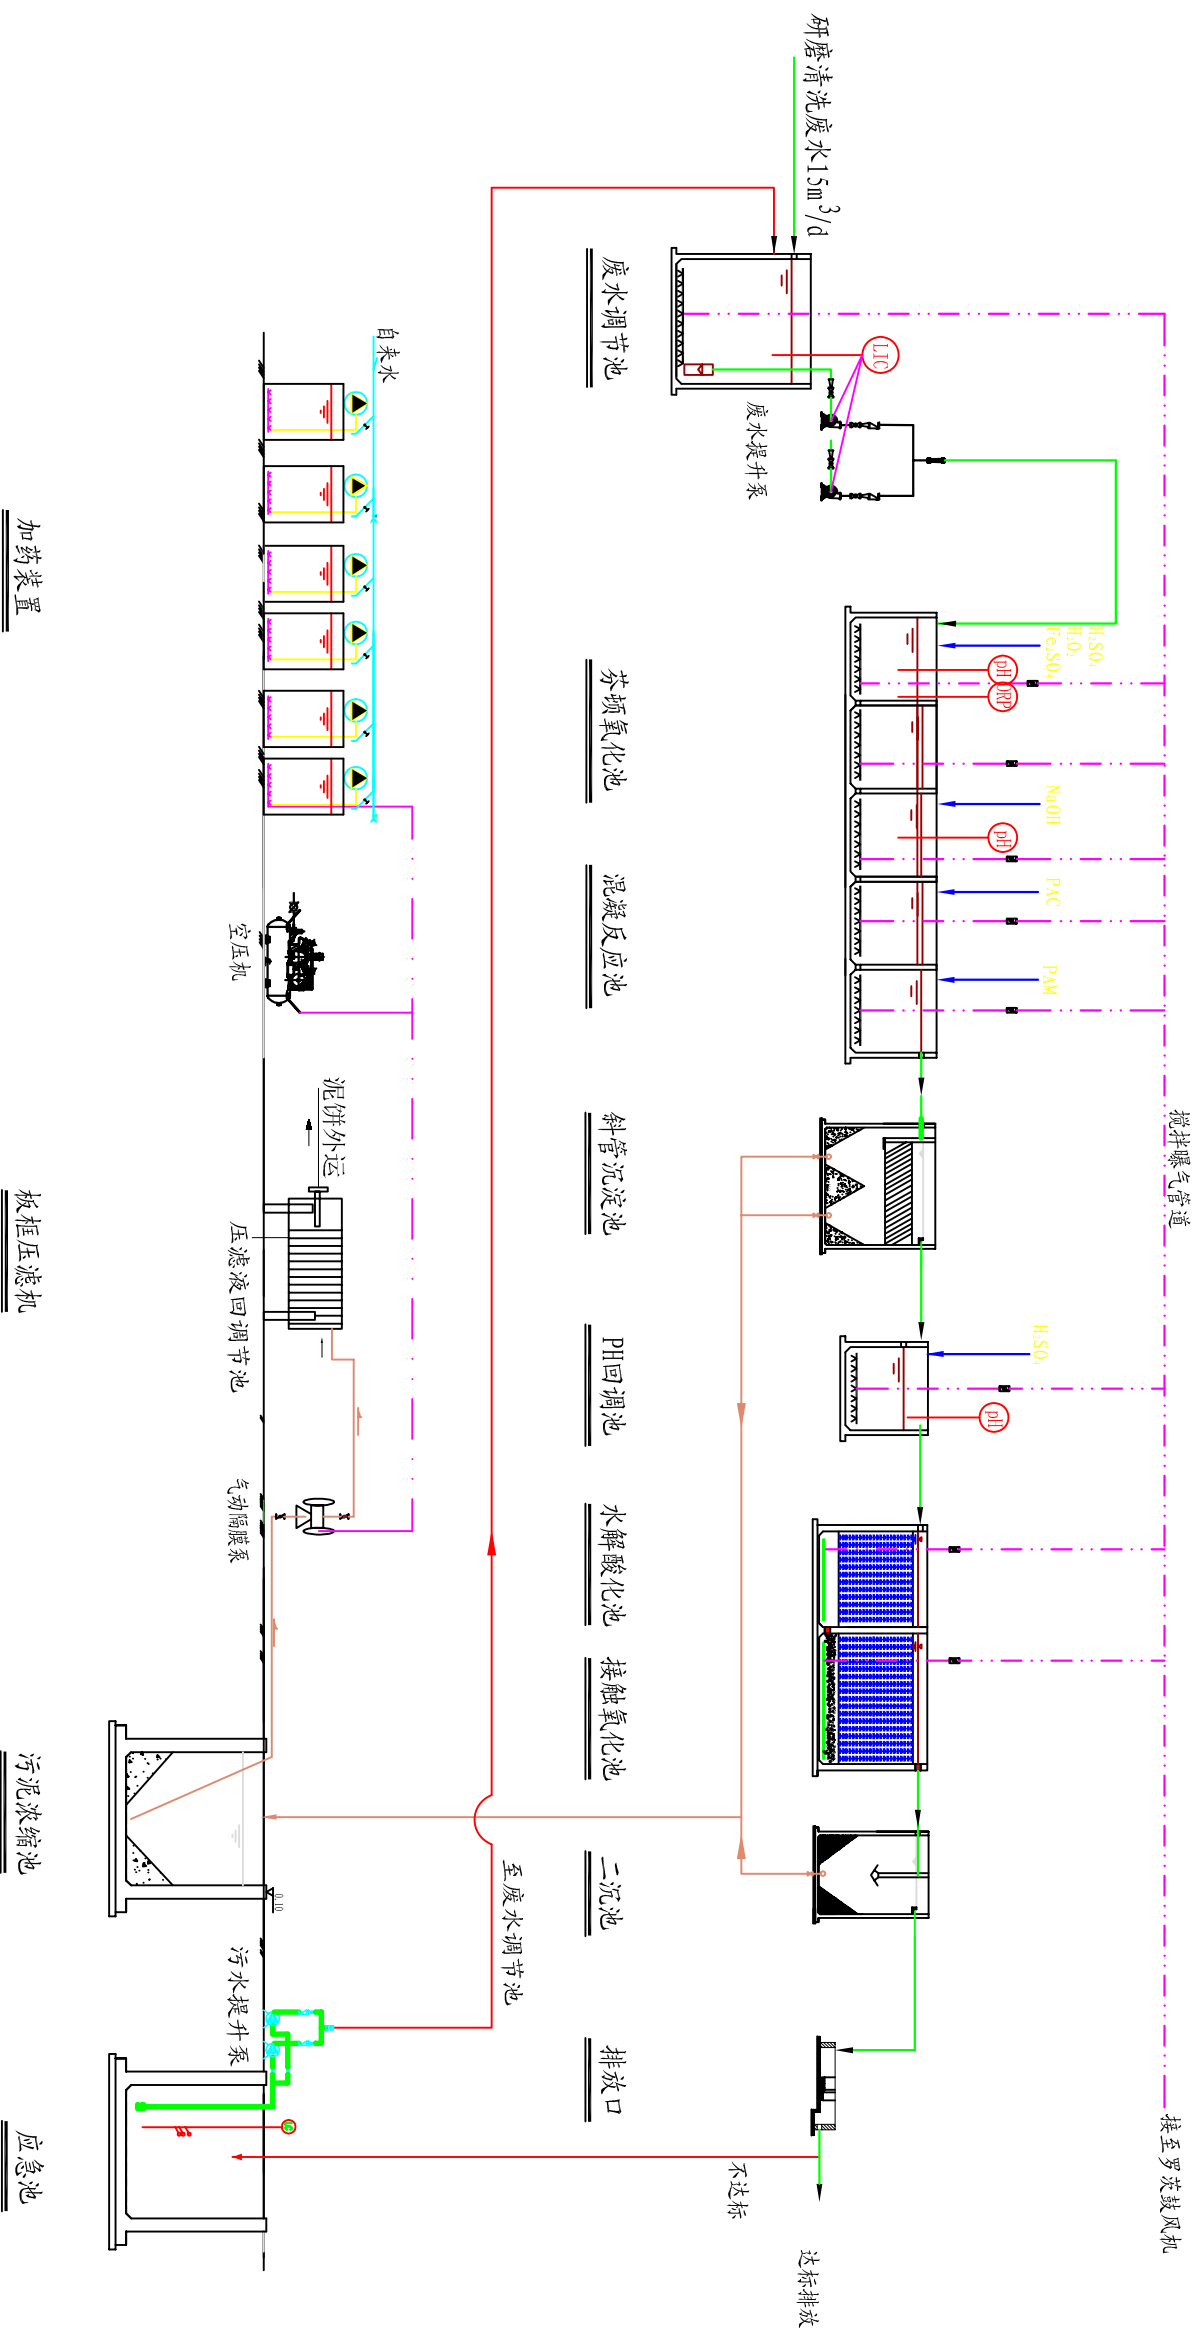 研磨清洗废水15m³/d
搅拌曝气管道
接至罗茨鼓风机
LIC
H₂SO₄
H₂O₂
Fe₂SO₄
pH
ORP
NaOH
pH
PAC
PAM
H₂SO₄
pH
废水提升泵
不达标
达标排放
废水调节池
芬顿氧化池
混凝反应池
斜管沉淀池
PH回调池
水解酸化池
接触氧化池
二沉池
排放口
至废水调节池
自来水
空压机
泥饼外运
压滤液回调节池
气动隔膜泵
0.10
污水提升泵
加药装置
板框压滤机
污泥浓缩池
应急池